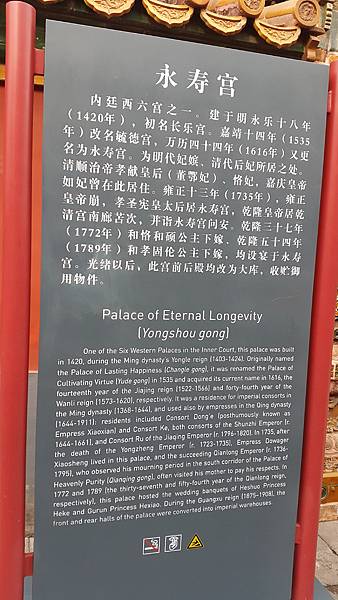 永寿宫
内廷西六宫之一。建于明永乐十八年
（1420年），初名长乐宫。嘉靖十四年（1535
年）改名毓德宫，万历四十四年（1616年）又更
名为永寿宫。为明代妃嫔、清代后妃所居之处。
清顺治帝孝献皇后（董鄂妃）、恪妃，嘉庆皇帝
如妃曾在此居住。雍正十三年（1735年），雍正
皇帝崩，孝圣宪皇太后居永寿宫，乾隆皇帝居乾
清宫南廊苫次，并诣永寿宫问安。乾隆三十七年
（1772年）和恪和硕公主下嫁、乾隆五十四年
（1789年）和孝固伦公主下嫁，均设宴于永寿
宫。光绪以后，此宫前后殿均改为大库，收贮御
用物件。
Palace of Eternal Longevity
(Yongshou gong)
One of the Six Western Palaces in the Inner Court, this palace was built
in 1420, during the Ming dynasty's Yongle reign (1403-1424). Originally named
the Palace of Lasting Happiness (Changle gong), it was renamed the Palace of
Cultivating Virtue (Yude gong) in 1535 and acquired its current name in 1616, the
fourteenth year of the Jiajing reign (1522-1566) and forty-fourth year of the
Wanli reign (1573-1620), respectively. It was a residence for imperial consorts in
the Ming dynasty (1368-1644), and used also by empresses in the Qing dynasty
(1644-1911): residents included Consort Dong'e (posthumously known as
Empress Xiaoxian) and Consort Ke, both consorts of the Shunzhi Emperor (r.
1644-1661), and Consort Ru of the Jiaqing Emperor (r. 1796-1820). In 1735, after
the death of the Yongzheng Emperor (r. 1723-1735), Empress Dowager
Xiaosheng lived in this palace, and the succeeding Qianlong Emperor (r. 1736-
1795), who observed his mourning period in the south corridor of the Palace of
Heavenly Purity (Qianqing gong), often visited his mother to pay his respects. In
1772 and 1789 (the thirty-seventh and fifty-fourth year of the Qianlong reign,
respectively), this palace hosted the wedding banquets of Heshuo Princess
Heke and Gurun Princess Hexiao. During the Guangxu reign (1875-1908), the
front and rear halls of the palace were converted into imperial warehouses.